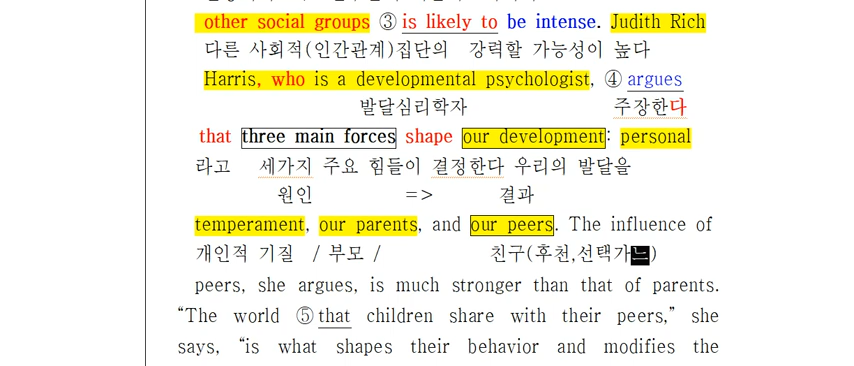 other social groups ③ is likely to be intense. Judith Rich
다른 사회적(인간관계)집단의 강력할 가능성이 높다
Harris, who is a developmental psychologist, ④ argues
발달심리학자 주장한다
that three main forces shape our development: personal
라고 세가지 주요 힘들이 결정한다 우리의 발달을
원인 => 결과
temperament, our parents, and our peers. The influence of
개인적 기질 / 부모 / 친구(후천,선택가느)
peers, she argues, is much stronger than that of parents.
“The world ⑤ that children share with their peers,” she
says, “is what shapes their behavior and modifies the